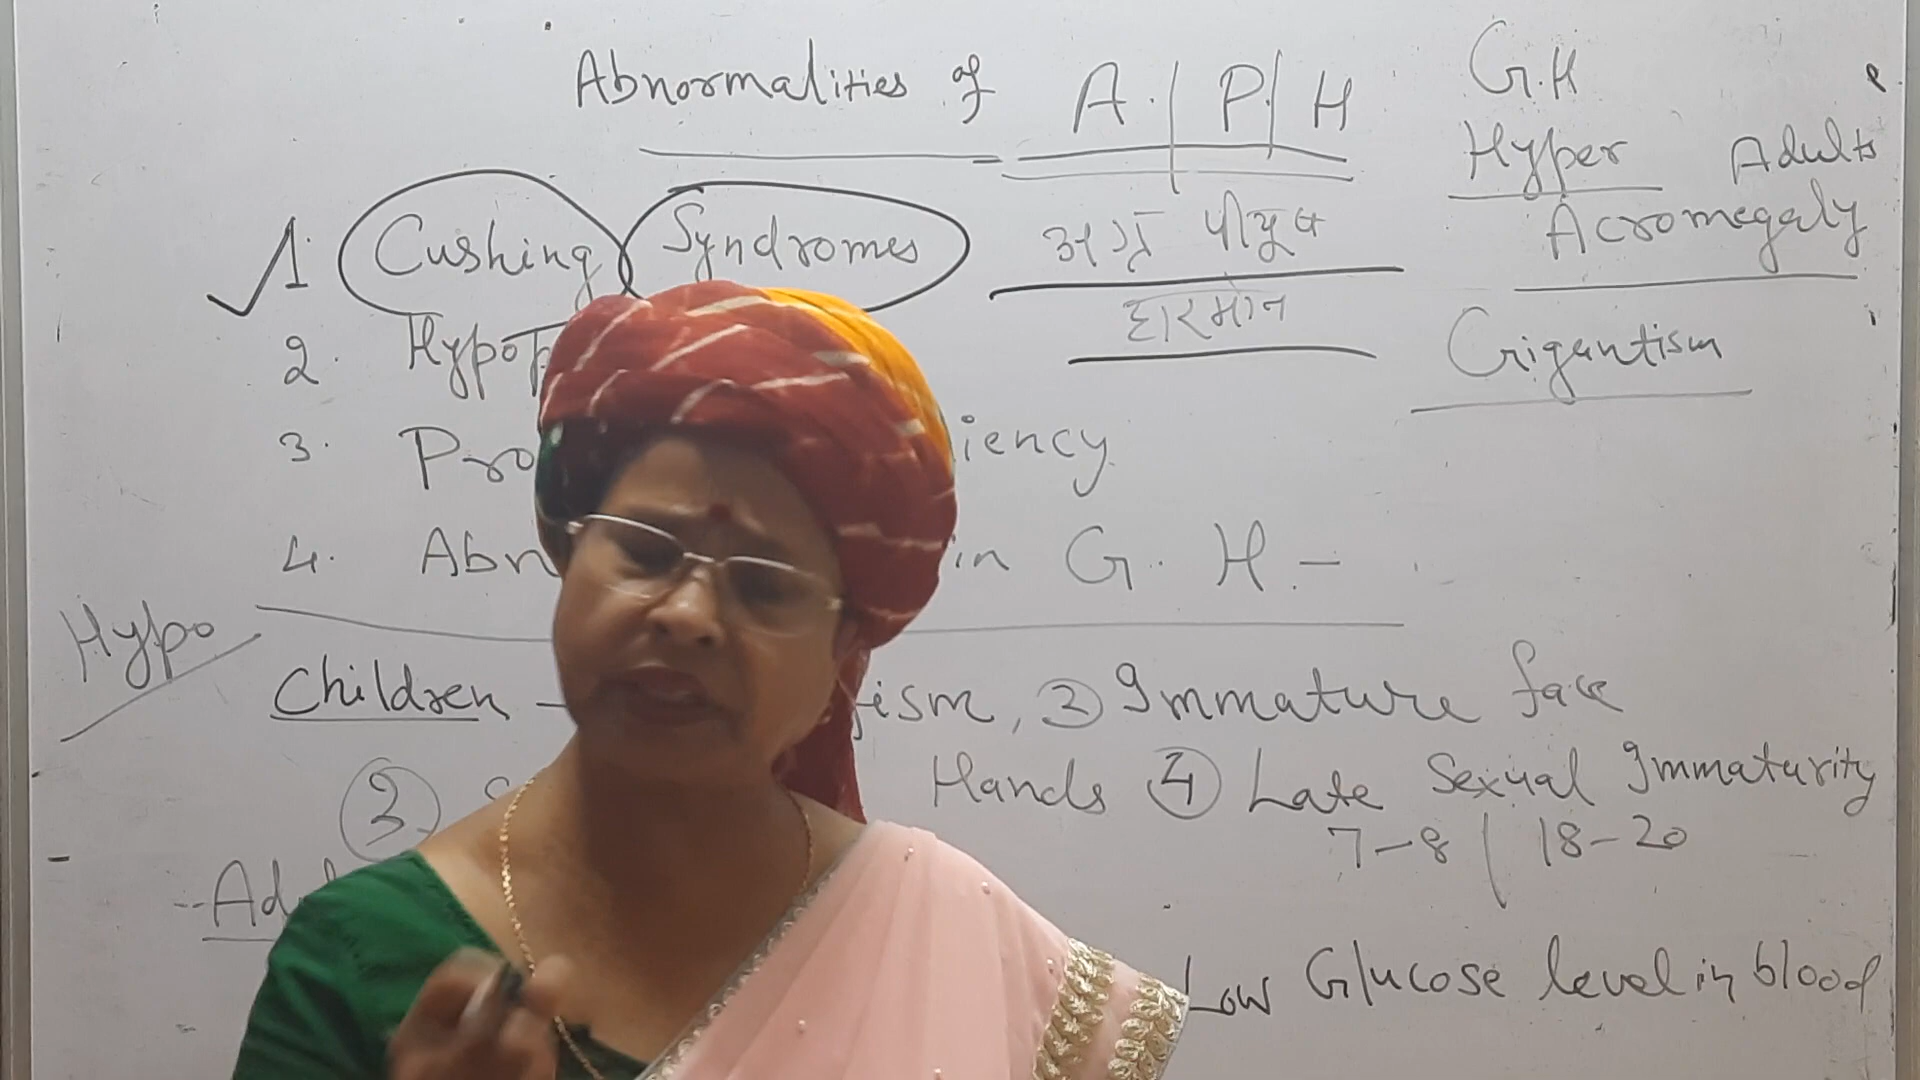 Abnormalities of A. | P. | H
1. Cushing Syndromes
अग्र पीयूष
हारमोन
2. Hypop
3. Pro iency
4. Abn in G. H. -
G.H
Hyper Adults
Acromegaly
Gigantism
Hypo
Children - ism, 2 Immature face
3 Hands 4 Late Sexual Immaturity
7-8 | 18-20
Low Glucose level in blood